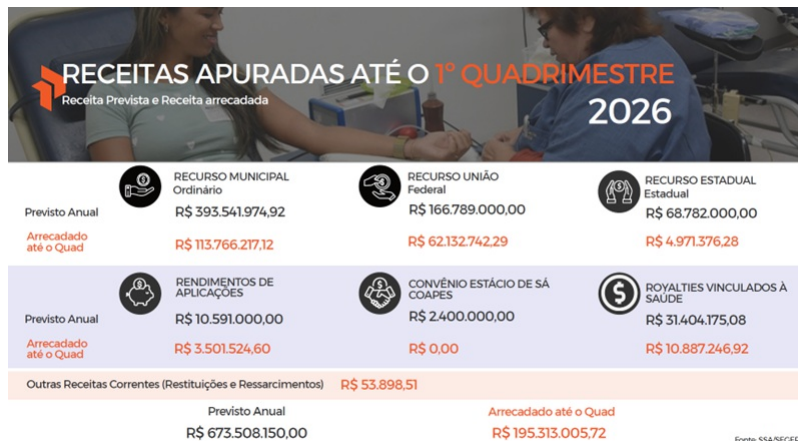 RECEITAS APURADAS ATÉ O 1º QUADRIMESTRE
Receita Prevista e Receita arrecadada
2026
RECURSO MUNICIPAL
Ordinário
RECURSO UNIÃO
Federal
RECURSO ESTADUAL
Estadual
Previsto Anual
R$ 393.541.974,92
R$ 166.789.000,00
R$ 68.782.000,00
Arrecadado
até o Quad
R$ 113.766.217,12
R$ 62.132.742,29
R$ 4.971.376,28
RENDIMENTOS DE
APLICAÇÕES
CONVÊNIO ESTÁCIO DE SÁ
COAPES
ROYALTIES VINCULADOS À
SAÚDE
Previsto Anual
R$ 10.591.000,00
R$ 2.400.000,00
R$ 31.404.175,08
Arrecadado
até o Quad
R$ 3.501.524,60
R$ 0,00
R$ 10.887.246,92
Outras Receitas Correntes (Restituições e Ressarcimentos) R$ 53.898,51
Previsto Anual
Arrecadado até o Quad
R$ 673.508.150,00
R$ 195.313.005,72
Fonte: SSA/SEGEP